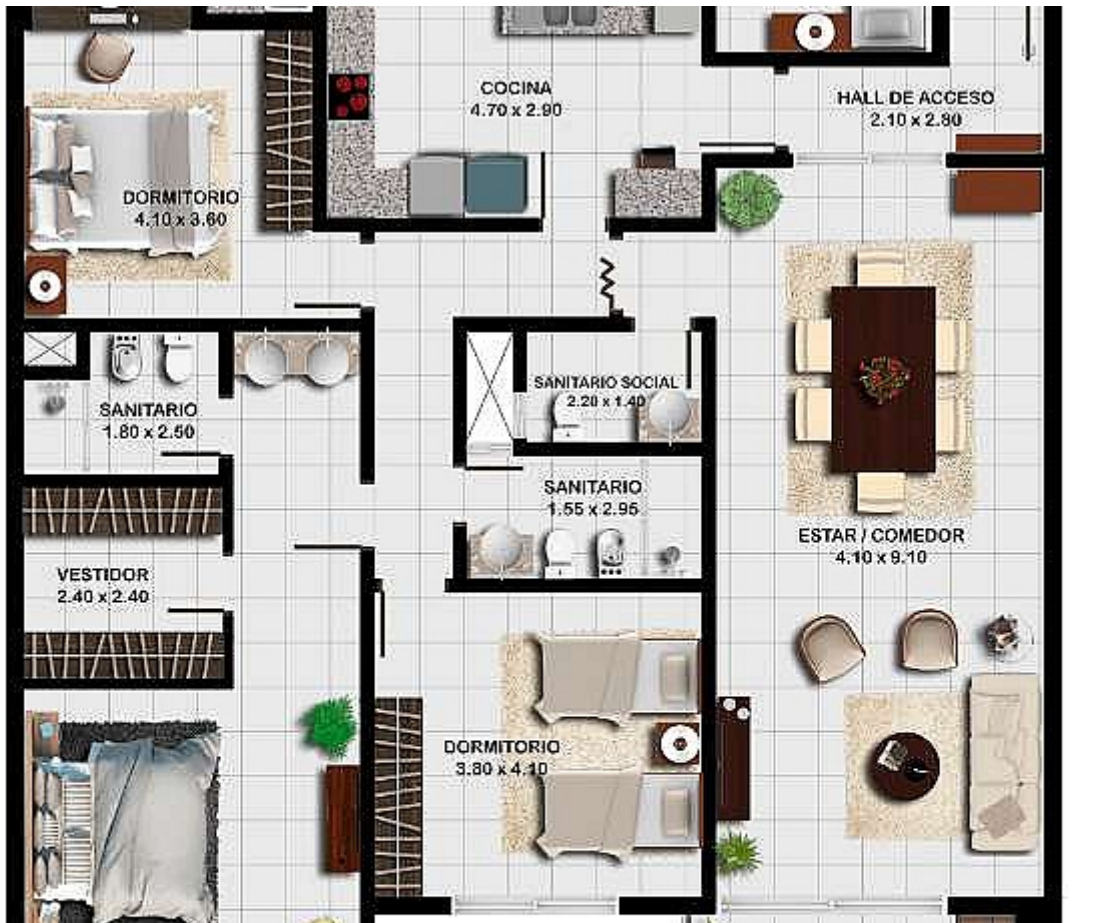 COCINA
4.70 x 2.90
HALL DE ACCESO
2.10 x 2.80
DORMITORIO
4.10 x 3.60
SANITARIO SOCIAL
2.20 x 1.40
SANITARIO
1.80 x 2.50
SANITARIO
1.55 x 2.95
ESTAR / COMEDOR
4.10 x 9.10
VESTIDOR
2.40 x 2.40
DORMITORIO
3.80 x 4.10